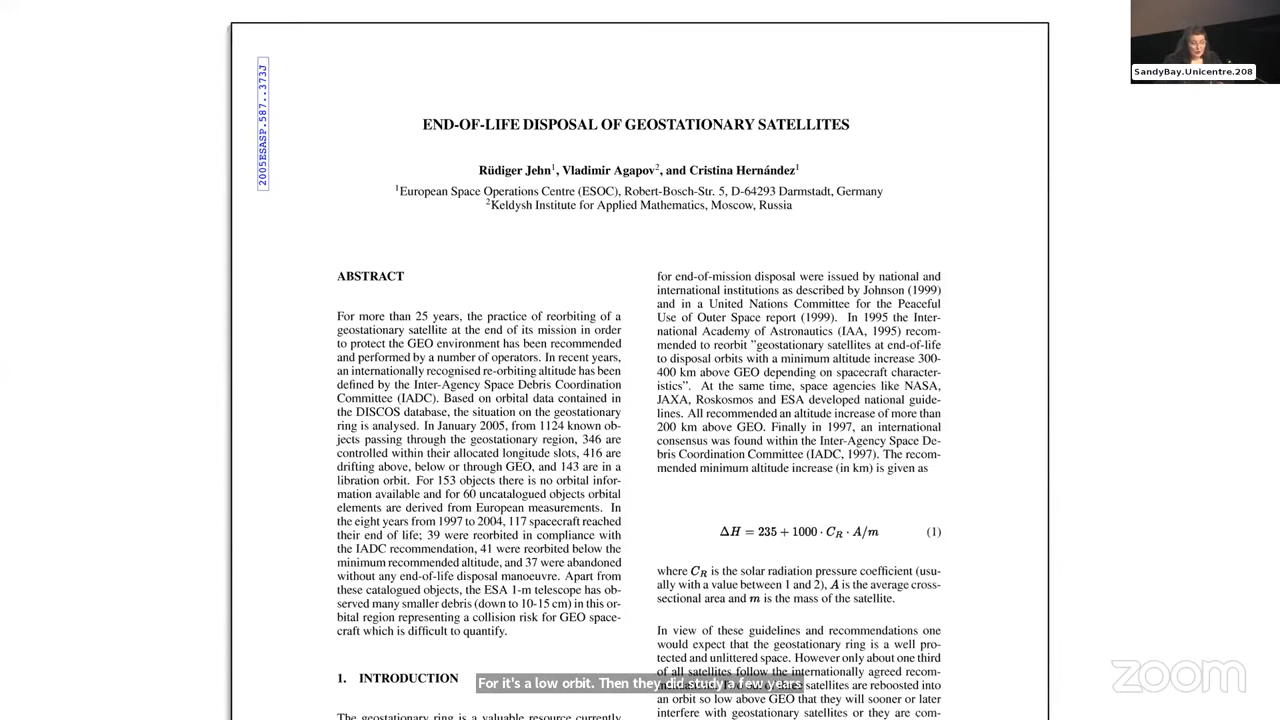 2005ESASP.587..373J
SandyBay.Unicentre.208
END-OF-LIFE DISPOSAL OF GEOSTATIONARY SATELLITES
Rüdiger Jehn1, Vladimir Agapov2, and Cristina Hernández1
1European Space Operations Centre (ESOC), Robert-Bosch-Str. 5, D-64293 Darmstadt, Germany
2Keldysh Institute for Applied Mathematics, Moscow, Russia
ABSTRACT
For more than 25 years, the practice of reorbiting of a
geostationary satellite at the end of its mission in order
to protect the GEO environment has been recommended
and performed by a number of operators. In recent years,
an internationally recognised re-orbiting altitude has been
defined by the Inter-Agency Space Debris Coordination
Committee (IADC). Based on orbital data contained in
the DISCOS database, the situation on the geostationary
ring is analysed. In January 2005, from 1124 known ob-
jects passing through the geostationary region, 346 are
controlled within their allocated longitude slots, 416 are
drifting above, below or through GEO, and 143 are in a
libration orbit. For 153 objects there is no orbital infor-
mation available and for 60 uncatalogued objects orbital
elements are derived from European measurements. In
the eight years from 1997 to 2004, 117 spacecraft reached
their end of life; 39 were reorbited in compliance with
the IADC recommendation, 41 were reorbited below the
minimum recommended altitude, and 37 were abandoned
without any end-of-life disposal manoeuvre. Apart from
these catalogued objects, the ESA 1-m telescope has ob-
served many smaller debris (down to 10-15 cm) in this or-
bital region representing a collision risk for GEO space-
craft which is difficult to quantify.
1. INTRODUCTION
The geostationary ring is a valuable resource currently
for end-of-mission disposal were issued by national and
international institutions as described by Johnson (1999)
and in a United Nations Committee for the Peaceful
Use of Outer Space report (1999). In 1995 the Inter-
national Academy of Astronautics (IAA, 1995) recom-
mended to reorbit "geostationary satellites at end-of-life
to disposal orbits with a minimum altitude increase 300-
400 km above GEO depending on spacecraft character-
istics". At the same time, space agencies like NASA,
JAXA, Roskosmos and ESA developed national guide-
lines. All recommended an altitude increase of more than
200 km above GEO. Finally in 1997, an international
consensus was found within the Inter-Agency Space De-
bris Coordination Committee (IADC, 1997). The recom-
mended minimum altitude increase (in km) is given as
ΔH = 235 + 1000 · CR · A/m (1)
where CR is the solar radiation pressure coefficient (usu-
ally with a value between 1 and 2), A is the average cross-
sectional area and m is the mass of the satellite.
In view of these guidelines and recommendations one
would expect that the geostationary ring is a well pro-
tected and unlittered space. However only about one third
of all satellites follow the internationally agreed recom-
satellites are reboosted into
an orbit so low above GEO that they will sooner or later
interfere with geostationary satellites or they are com-
For it's a low orbit. Then they did study a few years
zoom